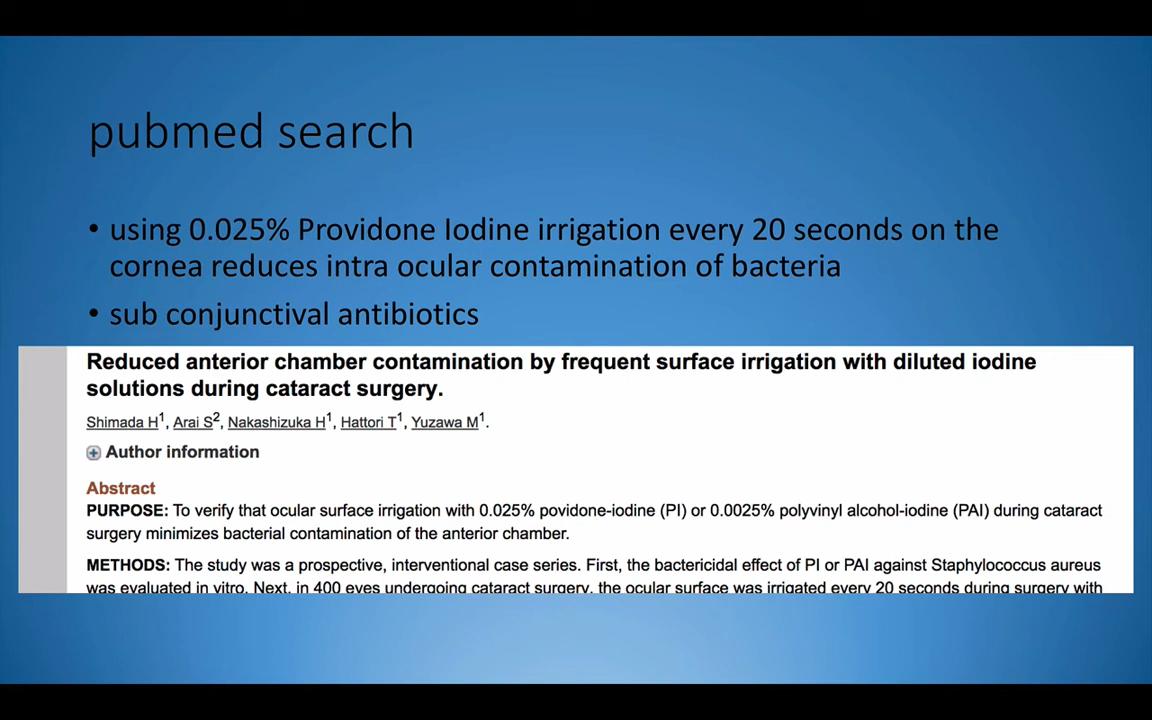 pubmed search
• using 0.025% Providone Iodine irrigation every 20 seconds on the
cornea reduces intra ocular contamination of bacteria
• sub conjunctival antibiotics
Reduced anterior chamber contamination by frequent surface irrigation with diluted iodine
solutions during cataract surgery.
Shimada H1, Arai S2, Nakashizuka H1, Hattori T1, Yuzawa M1.
Author information
Abstract
PURPOSE: To verify that ocular surface irrigation with 0.025% povidone-iodine (PI) or 0.0025% polyvinyl alcohol-iodine (PAI) during cataract
surgery minimizes bacterial contamination of the anterior chamber.
METHODS: The study was a prospective, interventional case series. First, the bactericidal effect of PI or PAI against Staphylococcus aureus
was evaluated in vitro. Next, in 400 eyes undergoing cataract surgery, the ocular surface was irrigated every 20 seconds during surgery with